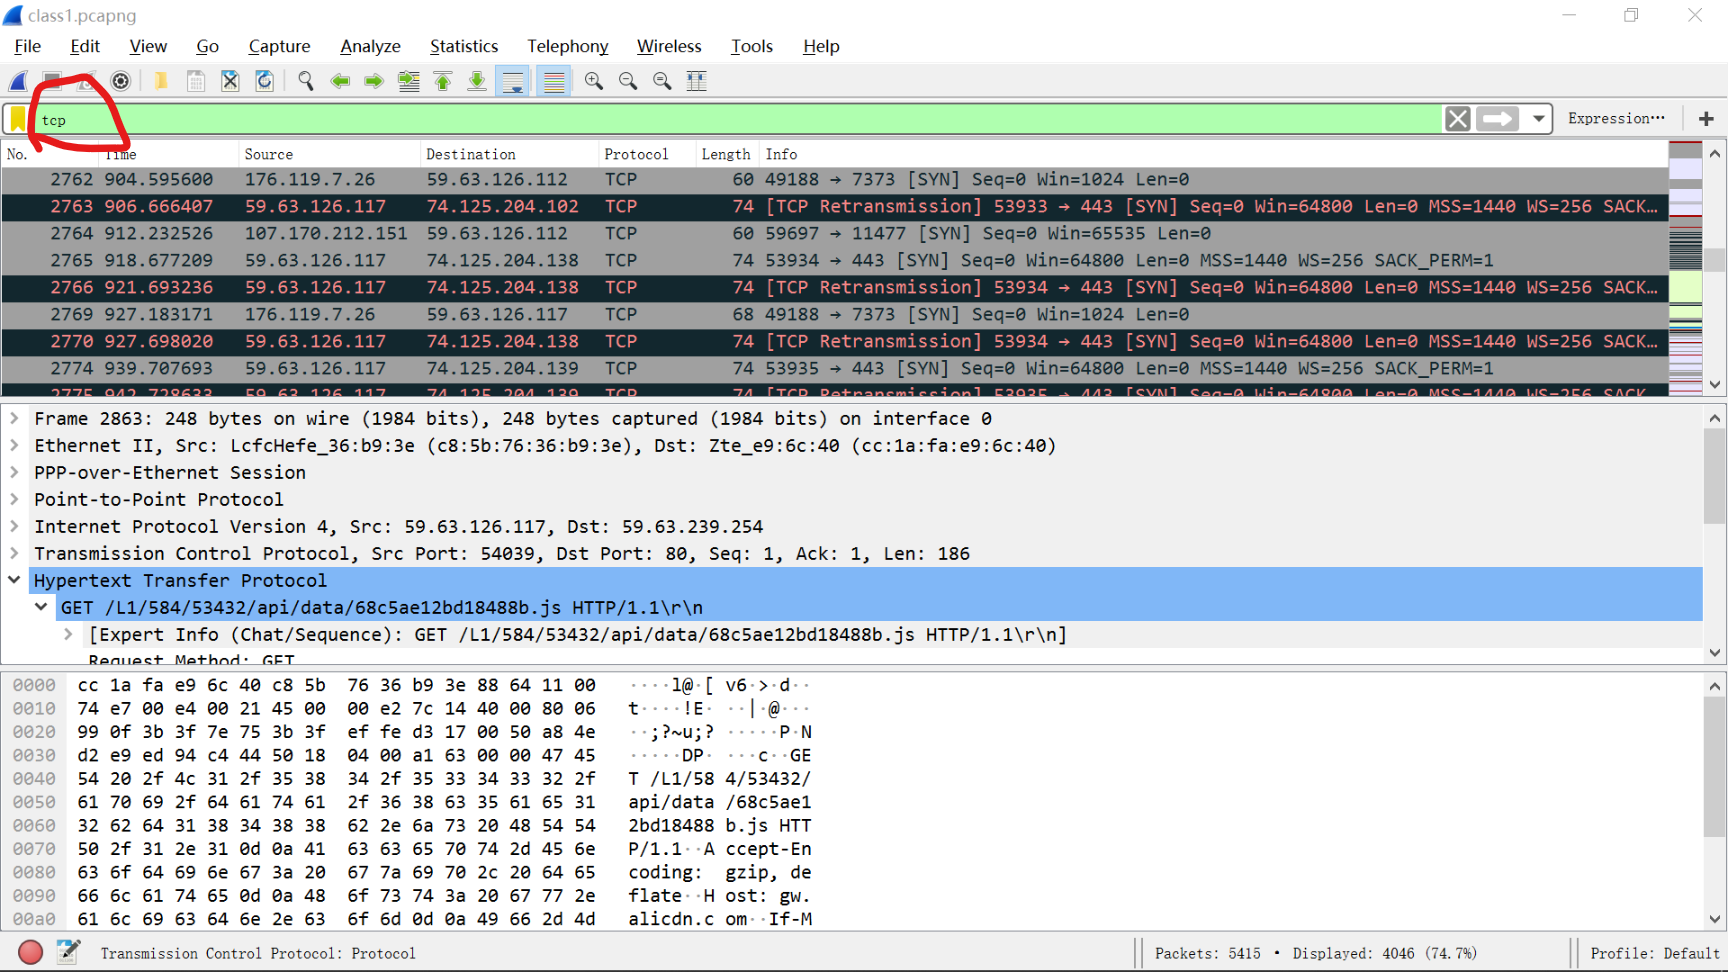 class1.pcapng
File Edit View Go Capture Analyze Statistics Telephony Wireless Tools Help
tcp Expression… +
No. Time Source Destination Protocol Length Info
2762 904.595600 176.119.7.26 59.63.126.112 TCP 60 49188 → 7373 [SYN] Seq=0 Win=1024 Len=0
2763 906.666407 59.63.126.117 74.125.204.102 TCP 74 [TCP Retransmission] 53933 → 443 [SYN] Seq=0 Win=64800 Len=0 MSS=1440 WS=256 SACK…
2764 912.232526 107.170.212.151 59.63.126.112 TCP 60 59697 → 11477 [SYN] Seq=0 Win=65535 Len=0
2765 918.677209 59.63.126.117 74.125.204.138 TCP 74 53934 → 443 [SYN] Seq=0 Win=64800 Len=0 MSS=1440 WS=256 SACK_PERM=1
2766 921.693236 59.63.126.117 74.125.204.138 TCP 74 [TCP Retransmission] 53934 → 443 [SYN] Seq=0 Win=64800 Len=0 MSS=1440 WS=256 SACK…
2769 927.183171 176.119.7.26 59.63.126.117 TCP 68 49188 → 7373 [SYN] Seq=0 Win=1024 Len=0
2770 927.698020 59.63.126.117 74.125.204.138 TCP 74 [TCP Retransmission] 53934 → 443 [SYN] Seq=0 Win=64800 Len=0 MSS=1440 WS=256 SACK…
2774 939.707693 59.63.126.117 74.125.204.139 TCP 74 53935 → 443 [SYN] Seq=0 Win=64800 Len=0 MSS=1440 WS=256 SACK_PERM=1
2775 942.728633 59.63.126.117 74.125.204.139 TCP 74 [TCP Retransmission] 53935 → 443 [SYN] Seq=0 Win=64800 Len=0 MSS=1440 WS=256 SACK…
Frame 2863: 248 bytes on wire (1984 bits), 248 bytes captured (1984 bits) on interface 0
Ethernet II, Src: LcfcHefe_36:b9:3e (c8:5b:76:36:b9:3e), Dst: Zte_e9:6c:40 (cc:1a:fa:e9:6c:40)
PPP-over-Ethernet Session
Point-to-Point Protocol
Internet Protocol Version 4, Src: 59.63.126.117, Dst: 59.63.239.254
Transmission Control Protocol, Src Port: 54039, Dst Port: 80, Seq: 1, Ack: 1, Len: 186
Hypertext Transfer Protocol
GET /L1/584/53432/api/data/68c5ae12bd18488b.js HTTP/1.1\r\n
[Expert Info (Chat/Sequence): GET /L1/584/53432/api/data/68c5ae12bd18488b.js HTTP/1.1\r\n]
Request Method: GET
0000 cc 1a fa e9 6c 40 c8 5b 76 36 b9 3e 88 64 11 00 ····l@·[ v6·>·d··
0010 74 e7 00 e4 00 21 45 00 00 e2 7c 14 40 00 80 06 t····!E· ··|·@···
0020 99 0f 3b 3f 7e 75 3b 3f ef fe d3 17 00 50 a8 4e ··;?~u;? ·····P·N
0030 d2 e9 ed 94 c4 44 50 18 04 00 a1 63 00 00 47 45 ·····DP· ···c··GE
0040 54 20 2f 4c 31 2f 35 38 34 2f 35 33 34 33 32 2f T /L1/58 4/53432/
0050 61 70 69 2f 64 61 74 61 2f 36 38 63 35 61 65 31 api/data /68c5ae1
0060 32 62 64 31 38 34 38 38 62 2e 6a 73 20 48 54 54 2bd18488 b.js HTT
0070 50 2f 31 2e 31 0d 0a 41 63 63 65 70 74 2d 45 6e P/1.1··A ccept-En
0080 63 6f 64 69 6e 67 3a 20 67 7a 69 70 2c 20 64 65 coding: gzip, de
0090 66 6c 61 74 65 0d 0a 48 6f 73 74 3a 20 67 77 2e flate··H ost: gw.
00a0 61 6c 69 63 64 6e 2e 63 6f 6d 0d 0a 49 66 2d 4d alicdn.c om··If-M
Transmission Control Protocol: Protocol Packets: 5415 · Displayed: 4046 (74.7%) Profile: Default